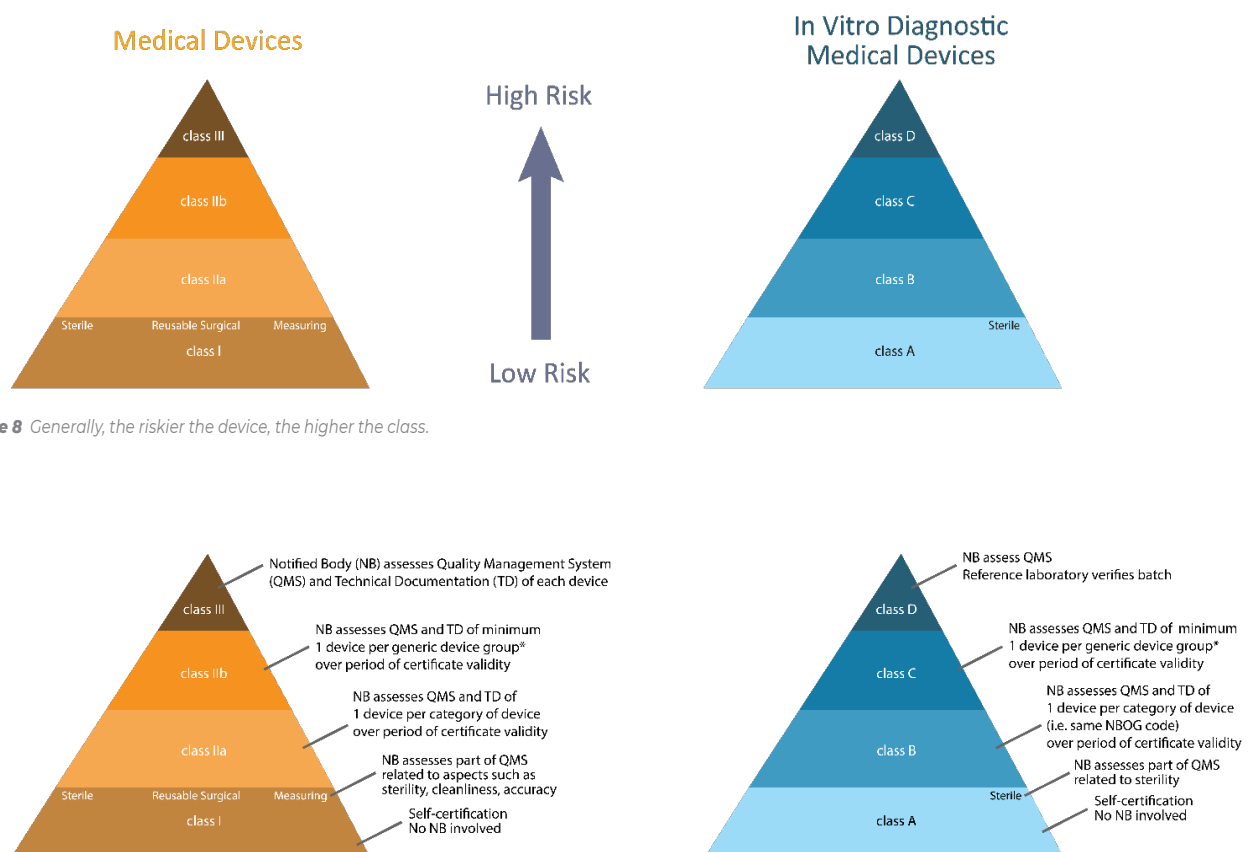 Medical Devices
In Vitro Diagnostic
Medical Devices
High Risk
Low Risk
class III
class IIb
class IIa
Sterile
Reusable Surgical
Measuring
class I
class D
class C
class B
Sterile
class A
e 8 Generally, the riskier the device, the higher the class.
Notified Body (NB) assesses Quality Management System
(QMS) and Technical Documentation (TD) of each device
class III
NB assesses QMS and TD of minimum
1 device per generic device group*
over period of certificate validity
class IIb
NB assesses QMS and TD of
1 device per category of device
over period of certificate validity
class IIa
NB assesses part of QMS
related to aspects such as
sterility, cleanliness, accuracy
Sterile
Reusable Surgical
Measuring
Self-certification
No NB involved
class I
NB assess QMS
Reference laboratory verifies batch
class D
NB assesses QMS and TD of minimum
1 device per generic device group*
over period of certificate validity
class C
NB assesses QMS and TD of
1 device per category of device
(i.e. same NBOG code)
over period of certificate validity
class B
NB assesses part of QMS
related to sterility
Sterile
Self-certification
No NB involved
class A